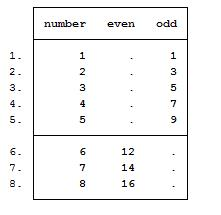 number even odd
1. 1 . 1
2. 2 . 3
3. 3 . 5
4. 4 . 7
5. 5 . 9
6. 6 12 .
7. 7 14 .
8. 8 16 .